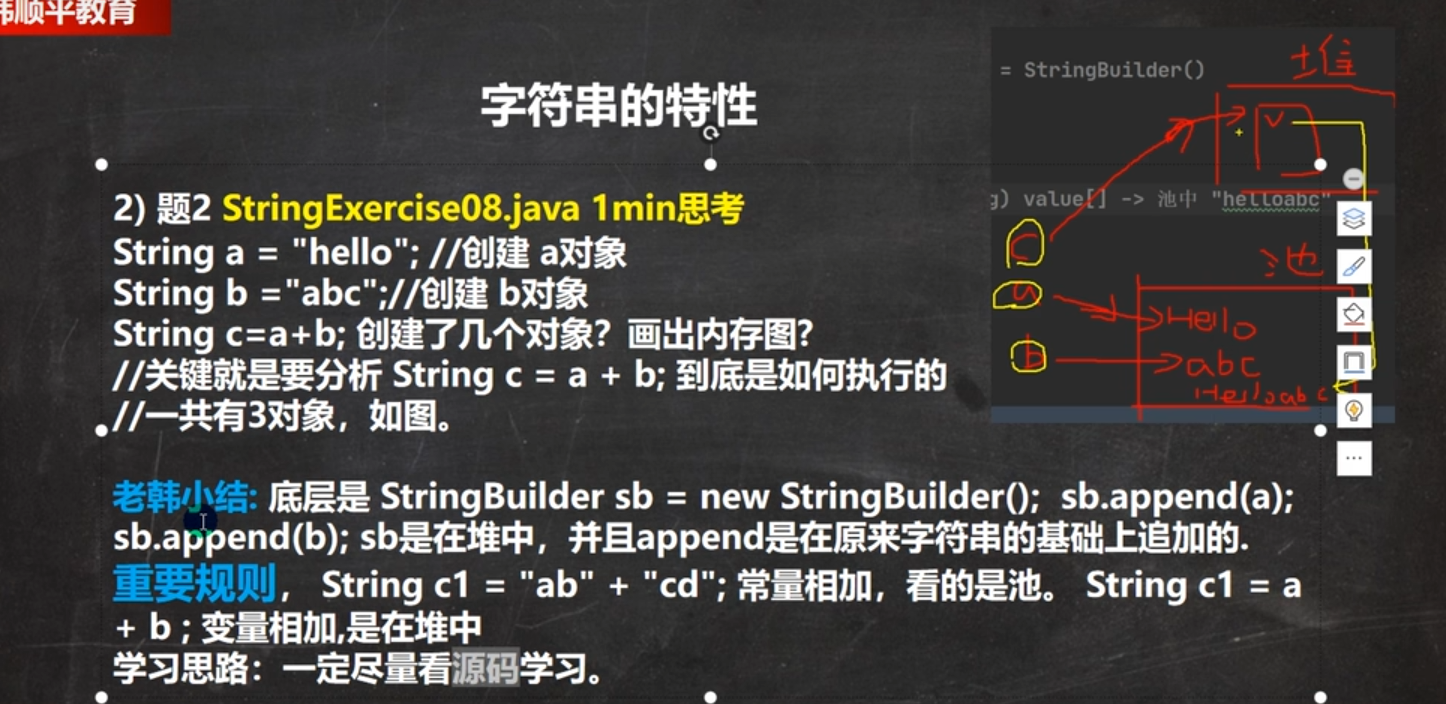 韩顺平教育
字符串的特性
= StringBuilder()
堆
v
g) value[] -> 池中 "helloabc"
c
池
a
Hello
b
abc
Helloabc
2) 题2 StringExercise08.java 1min思考
String a = "hello"; //创建 a对象
String b ="abc";//创建 b对象
String c=a+b; 创建了几个对象？画出内存图？
//关键就是要分析 String c = a + b; 到底是如何执行的
//一共有3对象，如图。
老韩小结: 底层是 StringBuilder sb = new StringBuilder(); sb.append(a);
sb.append(b); sb是在堆中，并且append是在原来字符串的基础上追加的.
重要规则， String c1 = "ab" + "cd"; 常量相加，看的是池。 String c1 = a
+ b ; 变量相加,是在堆中
学习思路：一定尽量看源码学习。